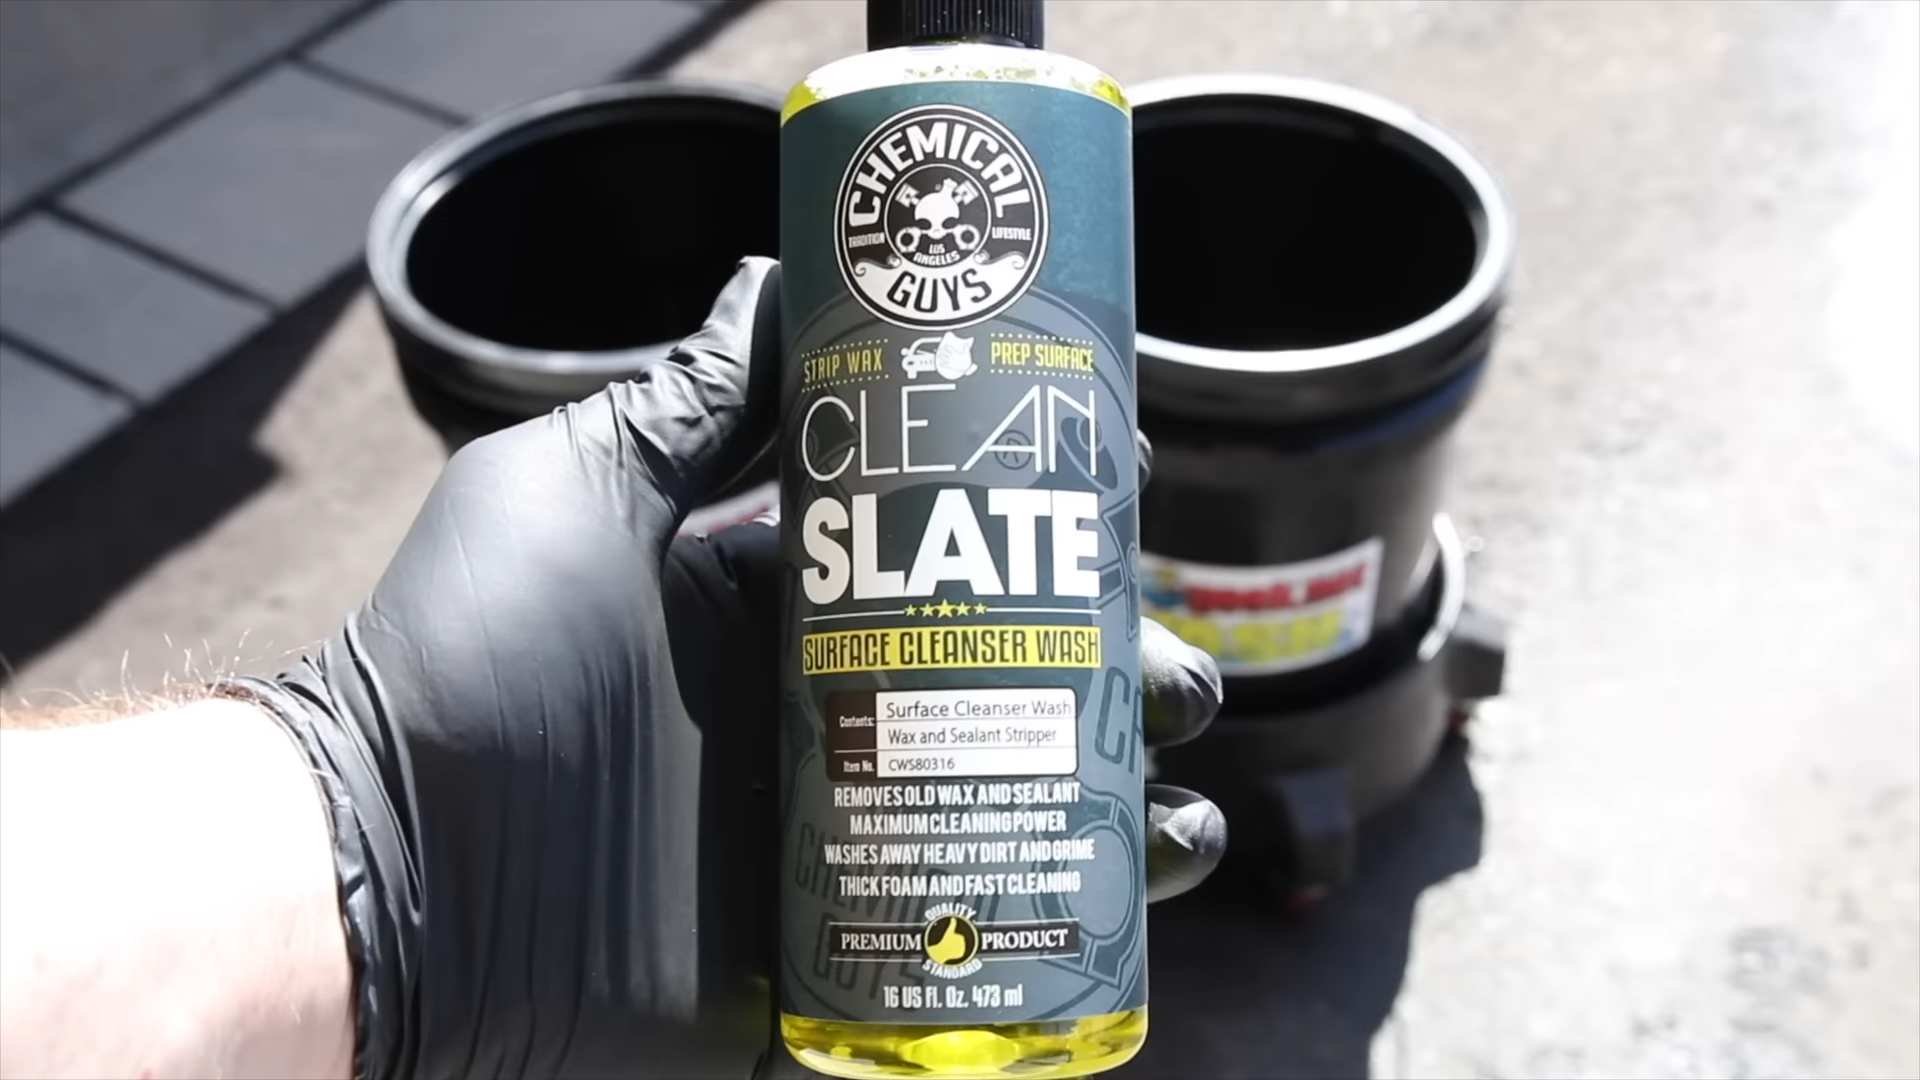 CHEMICAL
TRADITION
LIFESTYLE
LOS
ANGELES
GUYS
STRIP WAX
PREP SURFACE
CLEAN
SLATE
SURFACE CLEANSER WASH
Contents: Surface Cleanser Wash
Wax and Sealant Stripper
Item No. CWS80316
REMOVES OLD WAX AND SEALANT
MAXIMUM CLEANING POWER
WASHES AWAY HEAVY DIRT AND GRIME
THICK FOAM AND FAST CLEANING
QUALITY
PREMIUM PRODUCT
STANDARD
16 US Fl. Oz. 473 ml